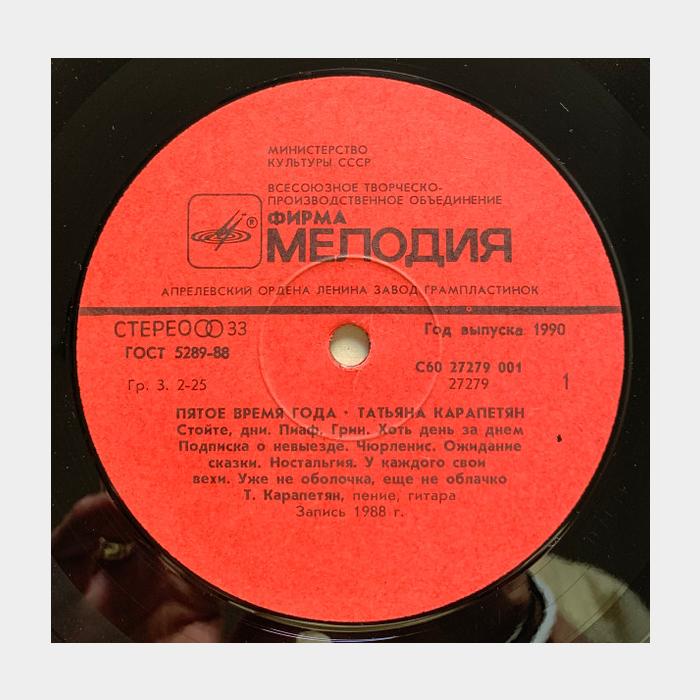 МИНИСТЕРСТВО
КУЛЬТУРЫ СССР
ВСЕСОЮЗНОЕ ТВОРЧЕСКО-
ПРОИЗВОДСТВЕННОЕ ОБЪЕДИНЕНИЕ
ФИРМА
® МЕЛОДИЯ
АПРЕЛЕВСКИЙ ОРДЕНА ЛЕНИНА ЗАВОД ГРАМПЛАСТИНОК
СТЕРЕО 33
Год выпуска 1990
ГОСТ 5289-88
С60 27279 001
Гр. 3. 2-25
27279
1
ПЯТОЕ ВРЕМЯ ГОДА · ТАТЬЯНА КАРАПЕТЯН
Стойте, дни. Пиаф. Грин. Хоть день за днем
Подписка о невыезде. Чюрленис. Ожидание
сказки. Ностальгия. У каждого свои
вехи. Уже не оболочка, еще не облачко
Т. Карапетян, пение, гитара
Запись 1988 г.